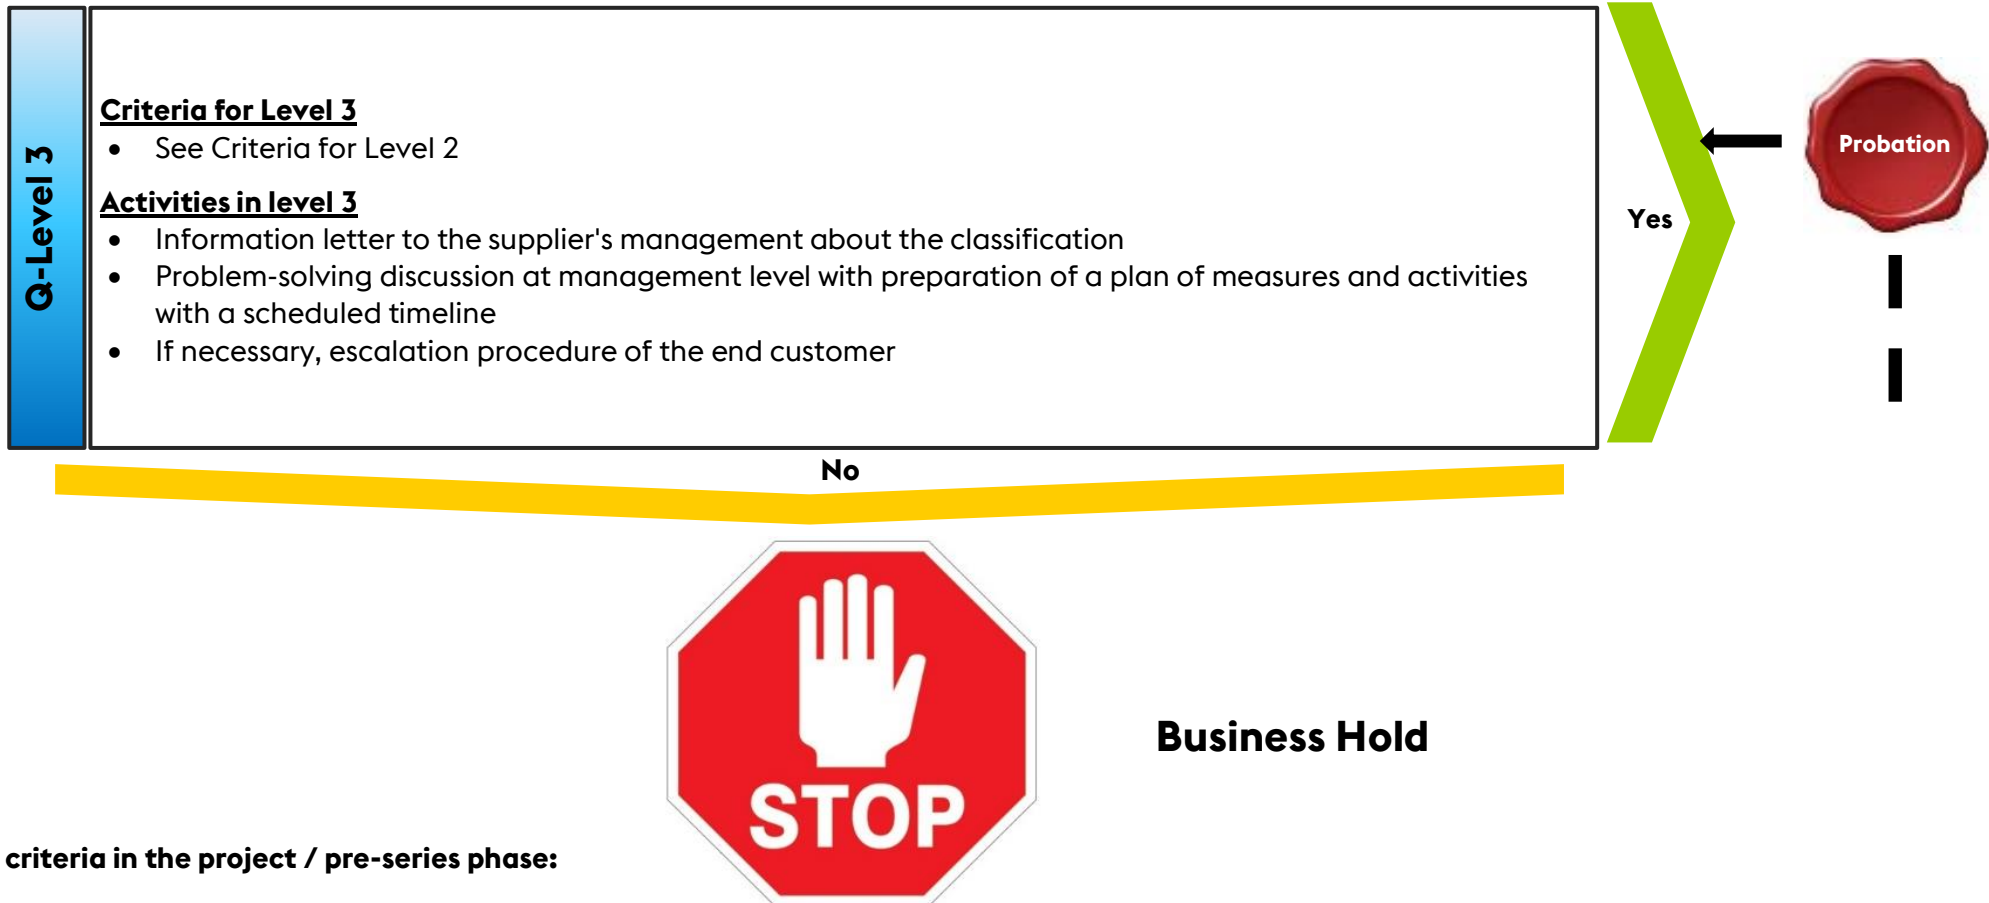 Q-Level 3
Criteria for Level 3
• See Criteria for Level 2
Activities in level 3
• Information letter to the supplier's management about the classification
• Problem-solving discussion at management level with preparation of a plan of measures and activities
with a scheduled timeline
• If necessary, escalation procedure of the end customer
Yes
Probation
No
STOP
Business Hold
criteria in the project / pre-series phase: